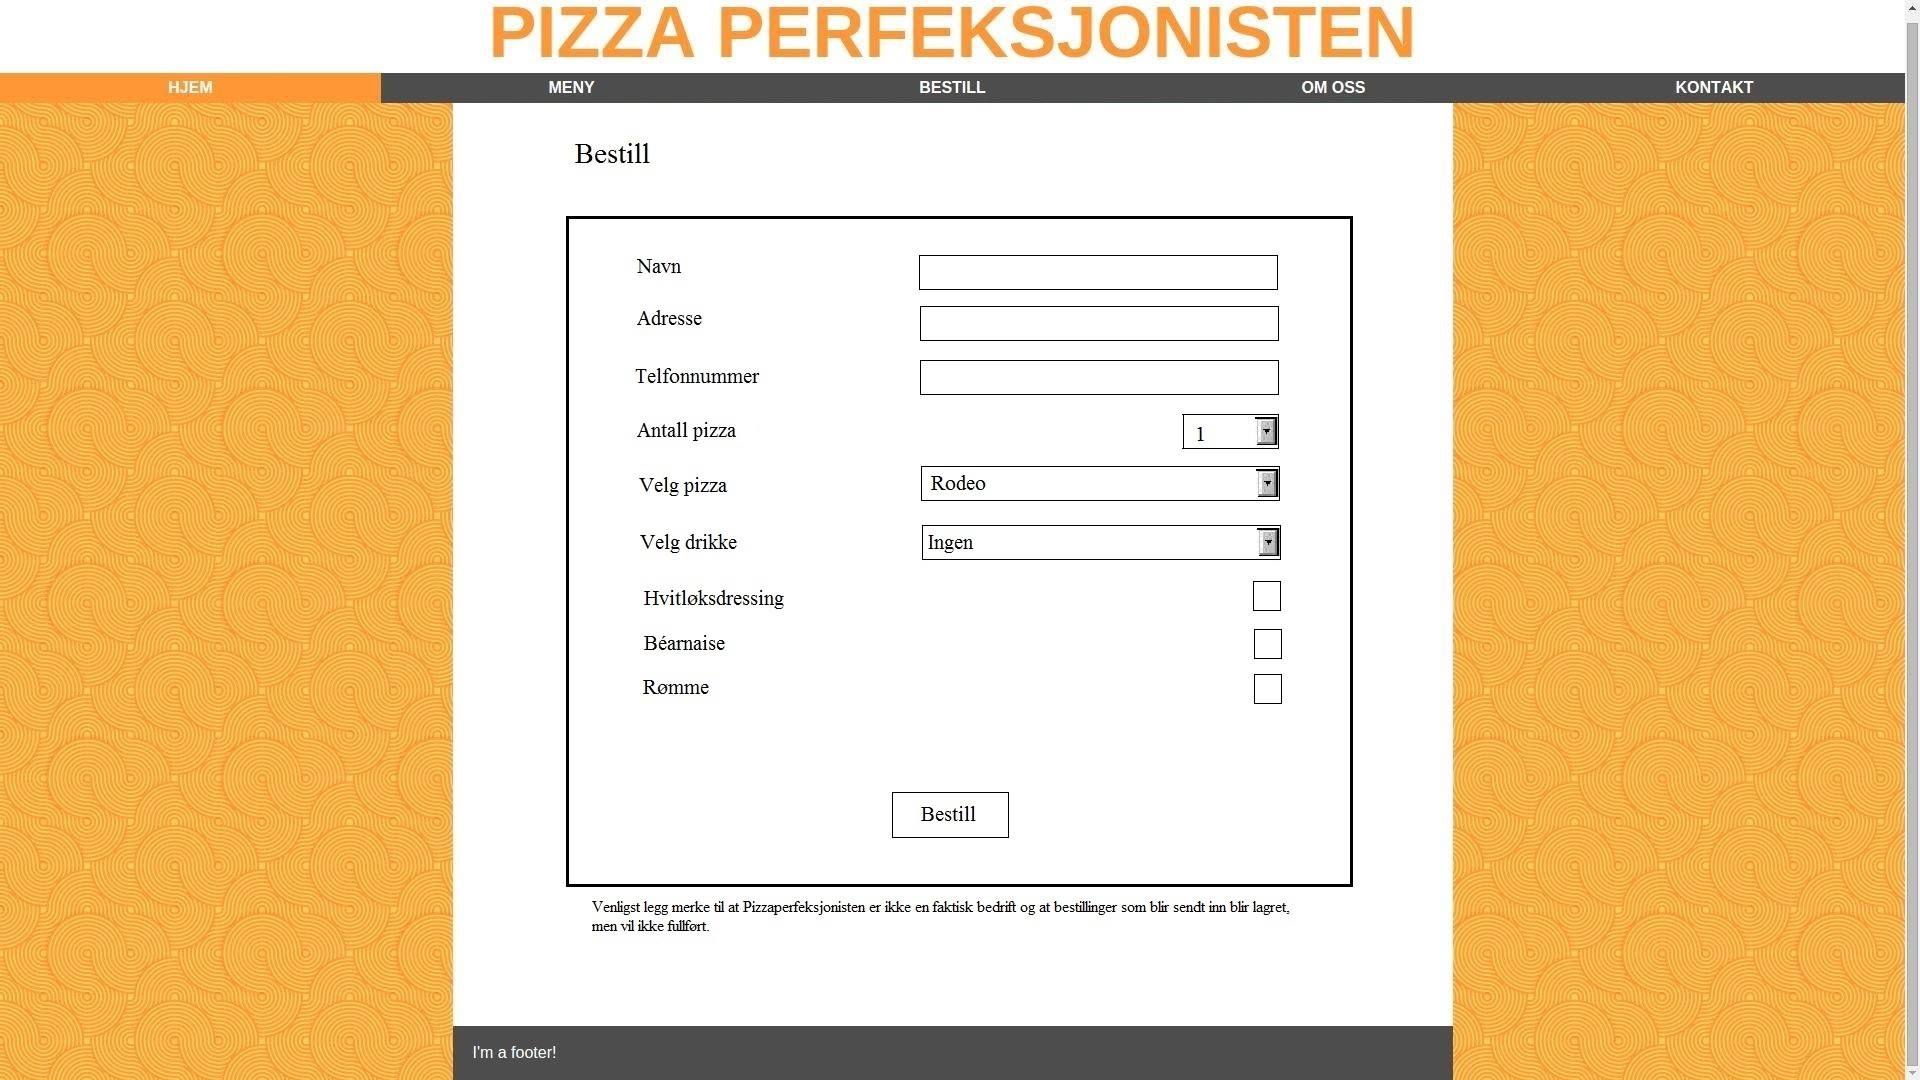 PIZZA PERFEKSJONISTEN
HJEM MENY BESTILL OM OSS KONTAKT
Bestill
Navn
Adresse
Telfonnummer
Antall pizza 1
Velg pizza Rodeo
Velg drikke Ingen
Hvitløksdressing
Béarnaise
Rømme
Bestill
Venligst legg merke til at Pizzaperfeksjonisten er ikke en faktisk bedrift og at bestillinger som blir sendt inn blir lagret,
men vil ikke fullført.
I'm a footer!